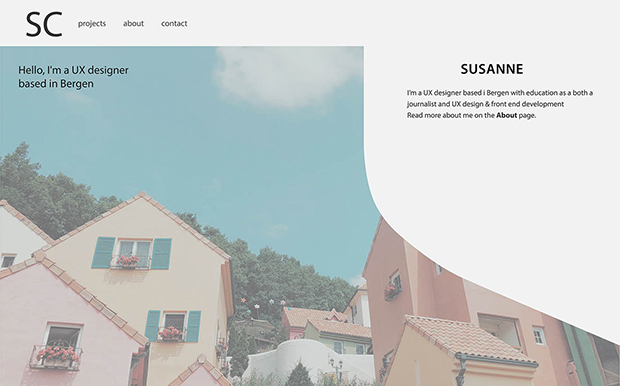 SC
projects about contact
Hello, I'm a UX designer
based in Bergen
SUSANNE
I'm a UX designer based i Bergen with education as a both a
journalist and UX design & front end development
Read more about me on the About page.